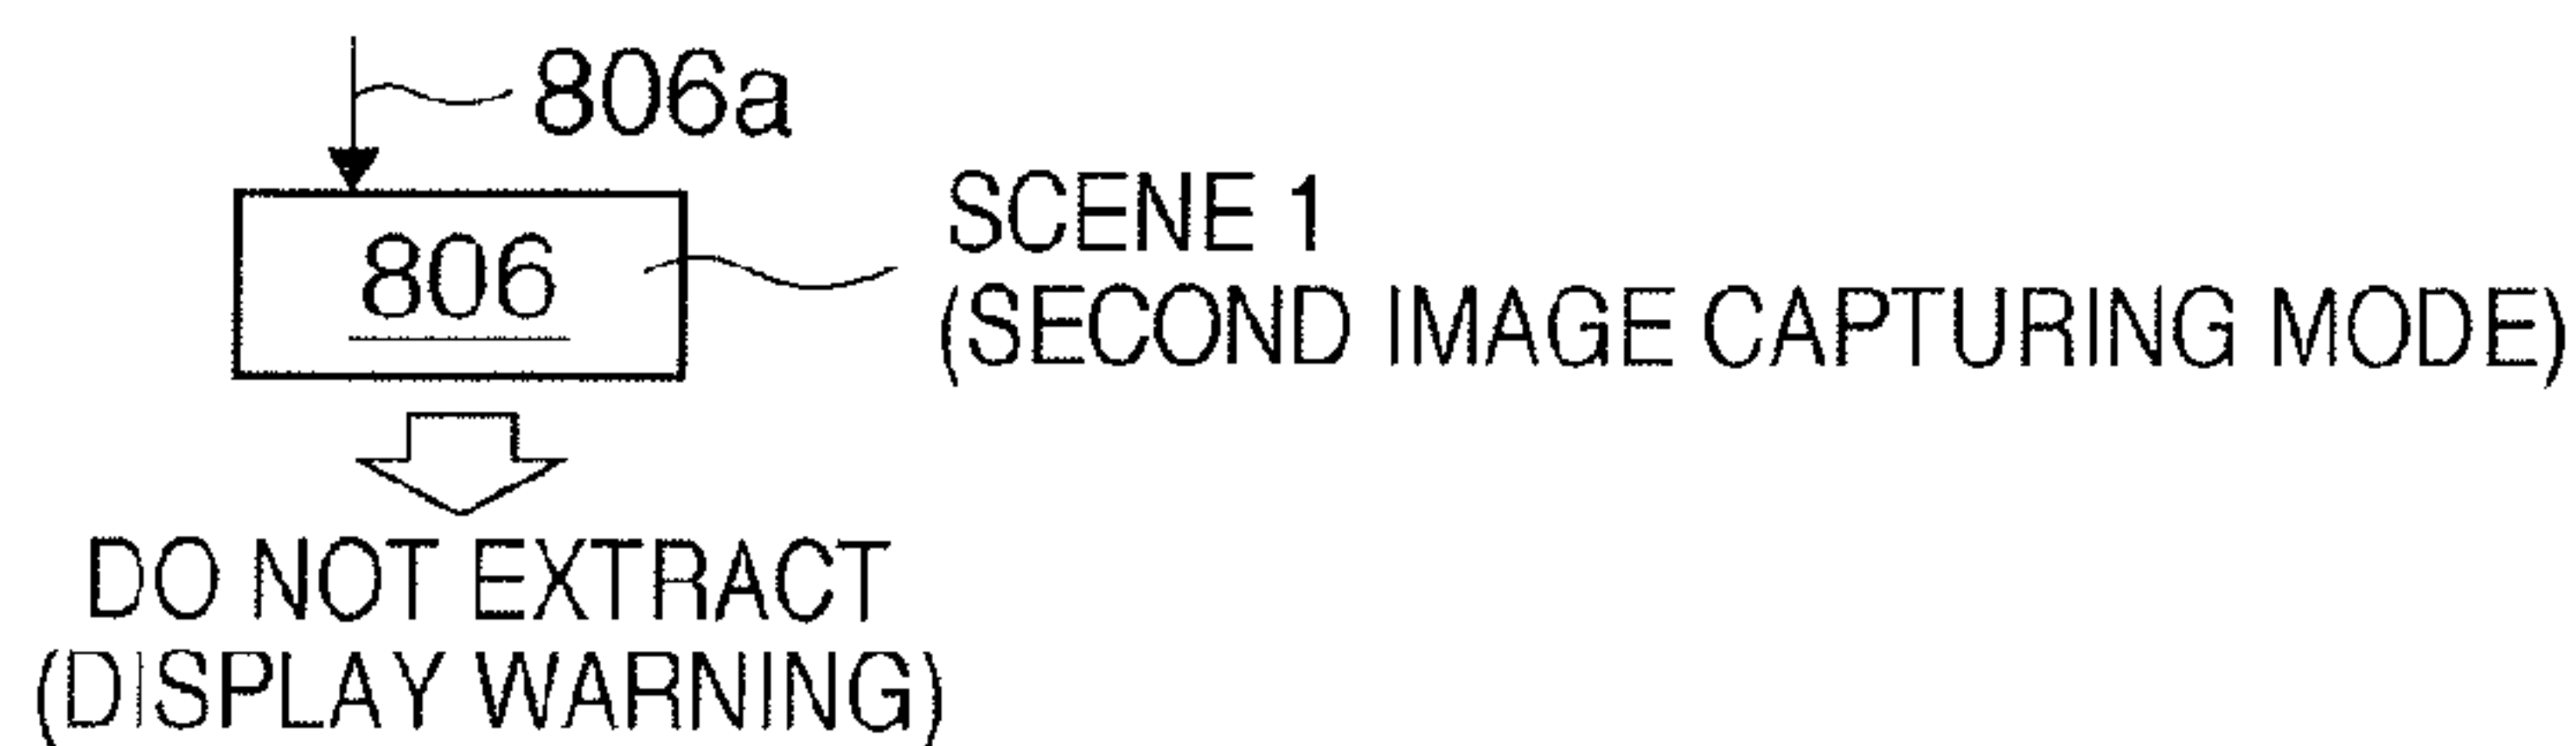 806a
806
SCENE 1
(SECOND IMAGE CAPTURING MODE)
DO NOT EXTRACT
(DISPLAY WARNING)